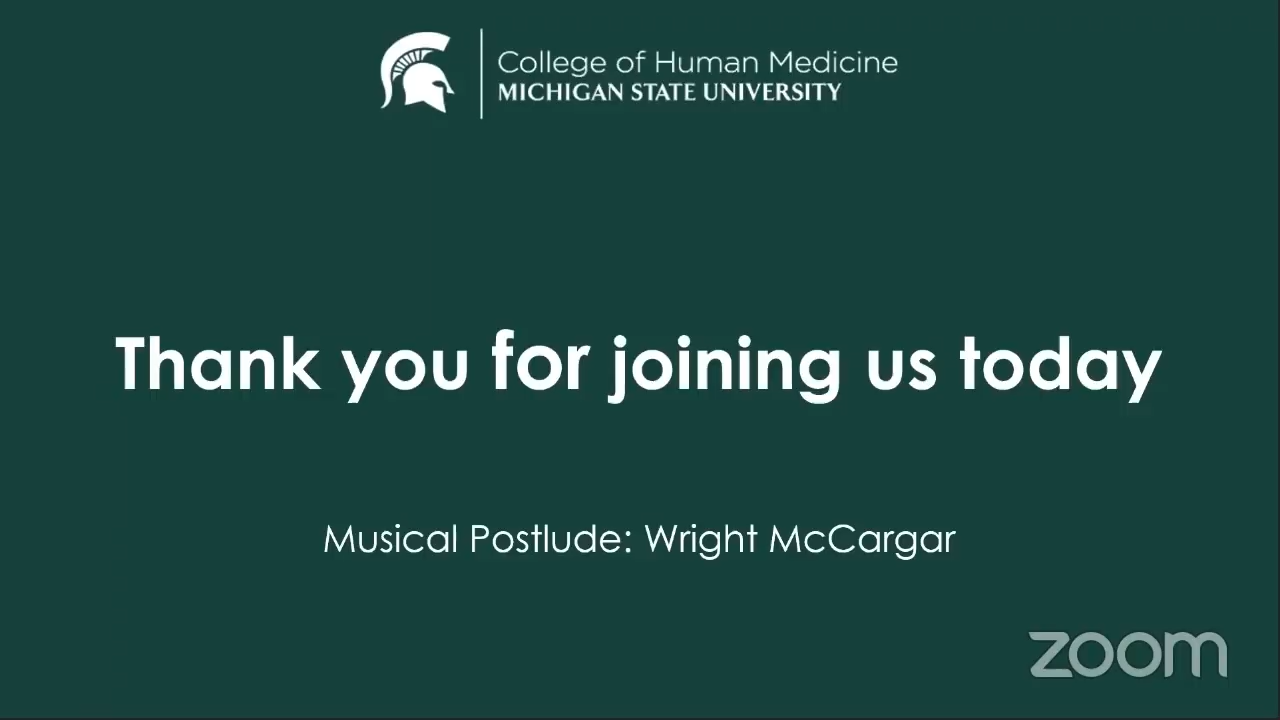 College of Human Medicine
MICHIGAN STATE UNIVERSITY
Thank you for joining us today
Musical Postlude: Wright McCargar
zoom